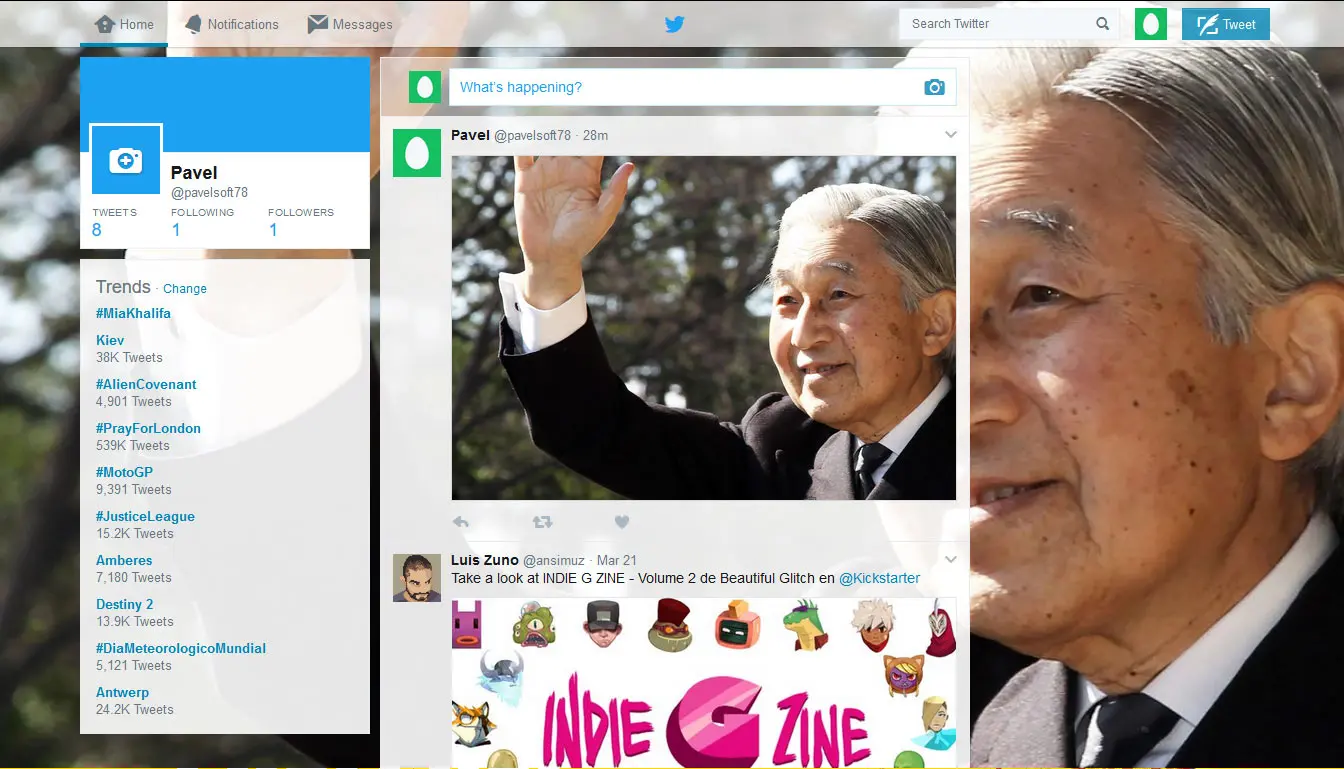 Home
Notifications
Messages
Search Twitter
Tweet
Pavel
@pavelsoft78
TWEETS FOLLOWING FOLLOWERS
8 1 1
Trends · Change
#MiaKhalifa
Kiev
38K Tweets
#AlienCovenant
4,901 Tweets
#PrayForLondon
539K Tweets
#MotoGP
9,391 Tweets
#JusticeLeague
15.2K Tweets
Amberes
7,180 Tweets
Destiny 2
13.9K Tweets
#DiaMeteorologicoMundial
5,121 Tweets
Antwerp
24.2K Tweets
What's happening?
Pavel @pavelsoft78 · 28m
Luis Zuno @ansimuz · Mar 21
Take a look at INDIE G ZINE - Volume 2 de Beautiful Glitch en @Kickstarter
INDIE G ZINE